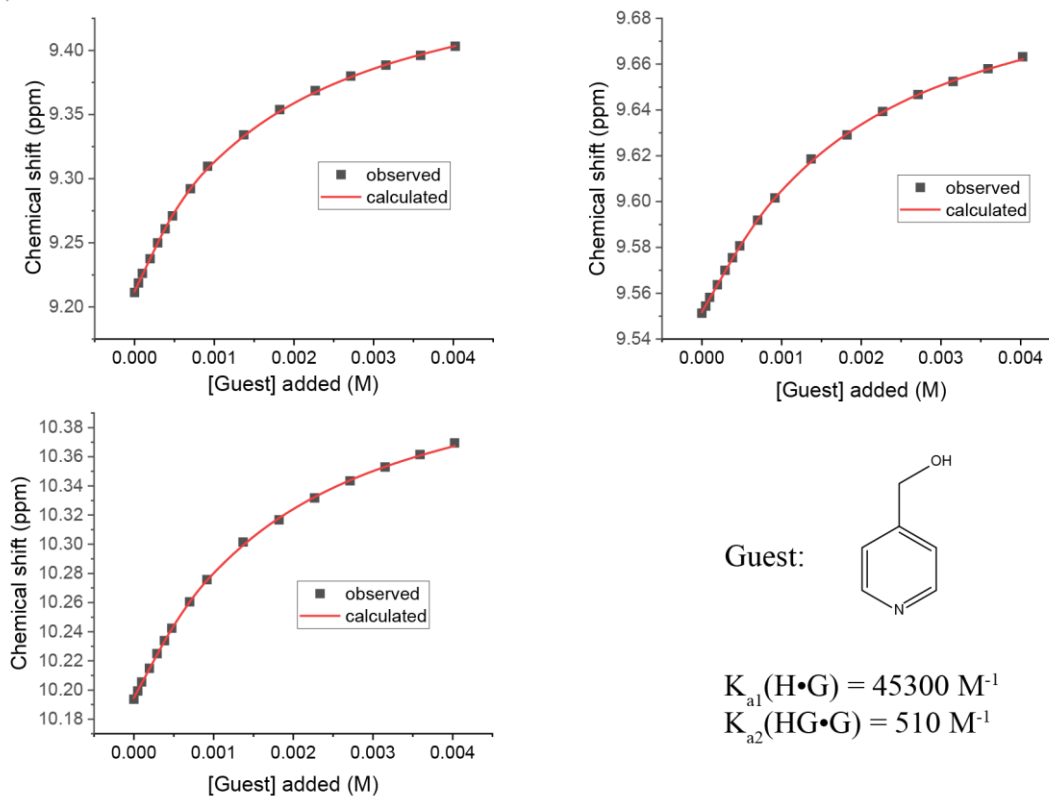 9.40
9.35
9.30
9.25
9.20
Chemical shift (ppm)
observed
calculated
0.000 0.001 0.002 0.003 0.004
[Guest] added (M)
9.68
9.66
9.64
9.62
9.60
9.58
9.56
9.54
Chemical shift (ppm)
observed
calculated
0.000 0.001 0.002 0.003 0.004
[Guest] added (M)
10.38
10.36
10.34
10.32
10.30
10.28
10.26
10.24
10.22
10.20
10.18
Chemical shift (ppm)
observed
calculated
0.000 0.001 0.002 0.003 0.004
[Guest] added (M)
OH
Guest:
N
Ka1(H•G) = 45300 M-1
Ka2(HG•G) = 510 M-1